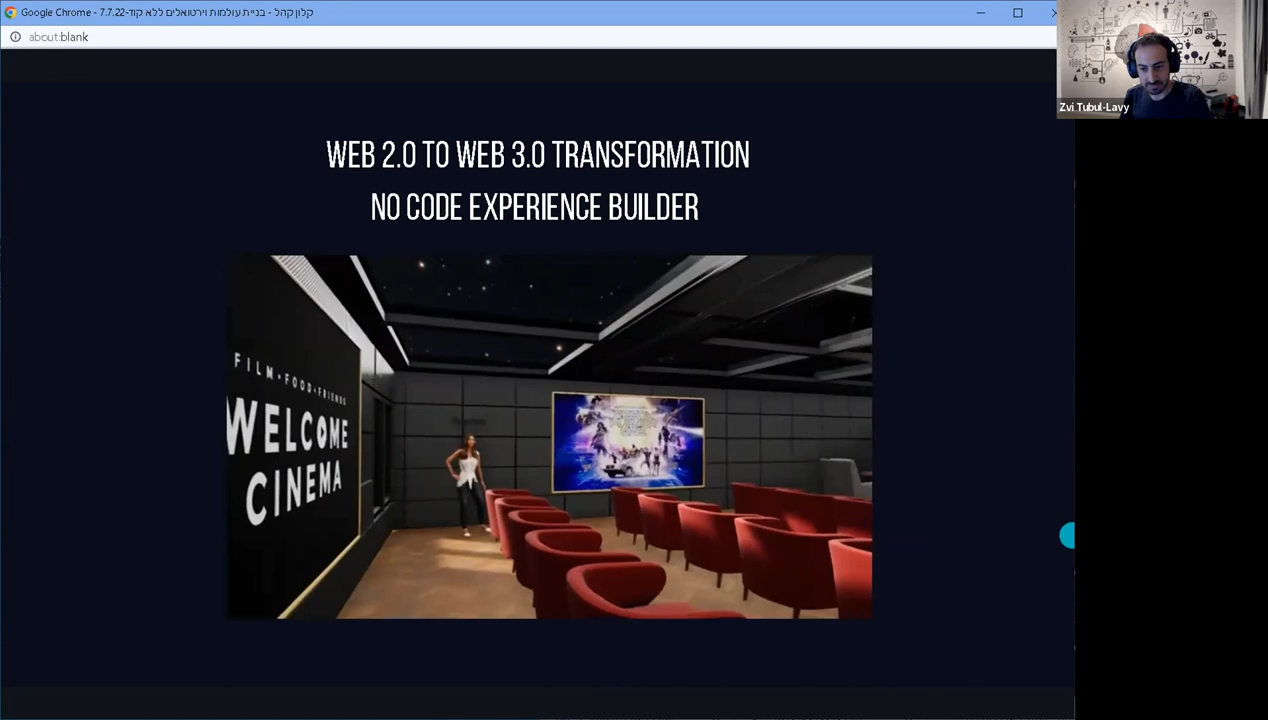 קלון קהל - בניית עולמות וירטואלים ללא קוד-7.7.22 - Google Chrome
about:blank
Zvi Tubul-Lavy
WEB 2.0 TO WEB 3.0 TRANSFORMATION
NO CODE EXPERIENCE BUILDER
FILM • FOOD • FRIENDS
WELCOME
CINEMA